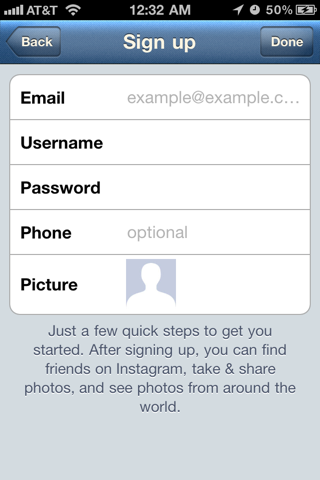 AT&T 12:32 AM 50%
Back Sign up Done
Email example@example.c...
Username
Password
Phone optional
Picture
Just a few quick steps to get you
started. After signing up, you can find
friends on Instagram, take & share
photos, and see photos from around the
world.